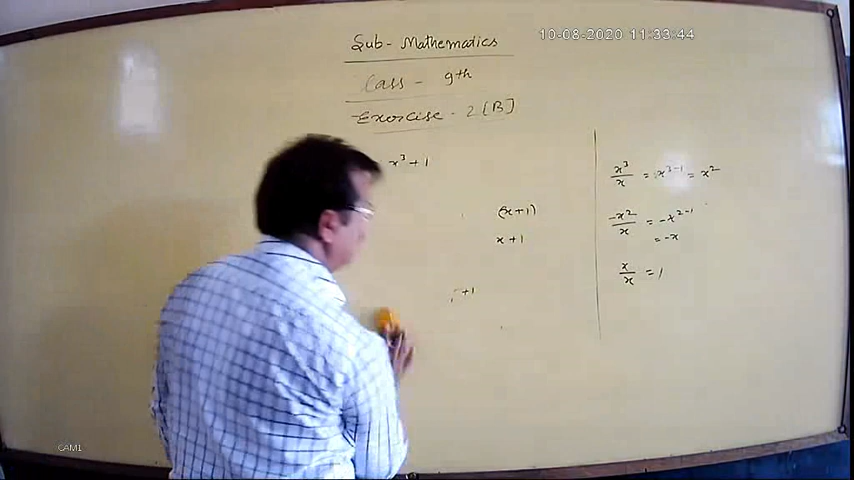 10-08-2020 11:33:44
Sub- Mathematics
Class - 9th
Exercise - 2[B]
x³+1
(x+1)
x+1
+1
x³/x = x³⁻¹ = x²
-x²/x = -x²⁻¹
= -x
x/x = 1
CAM1